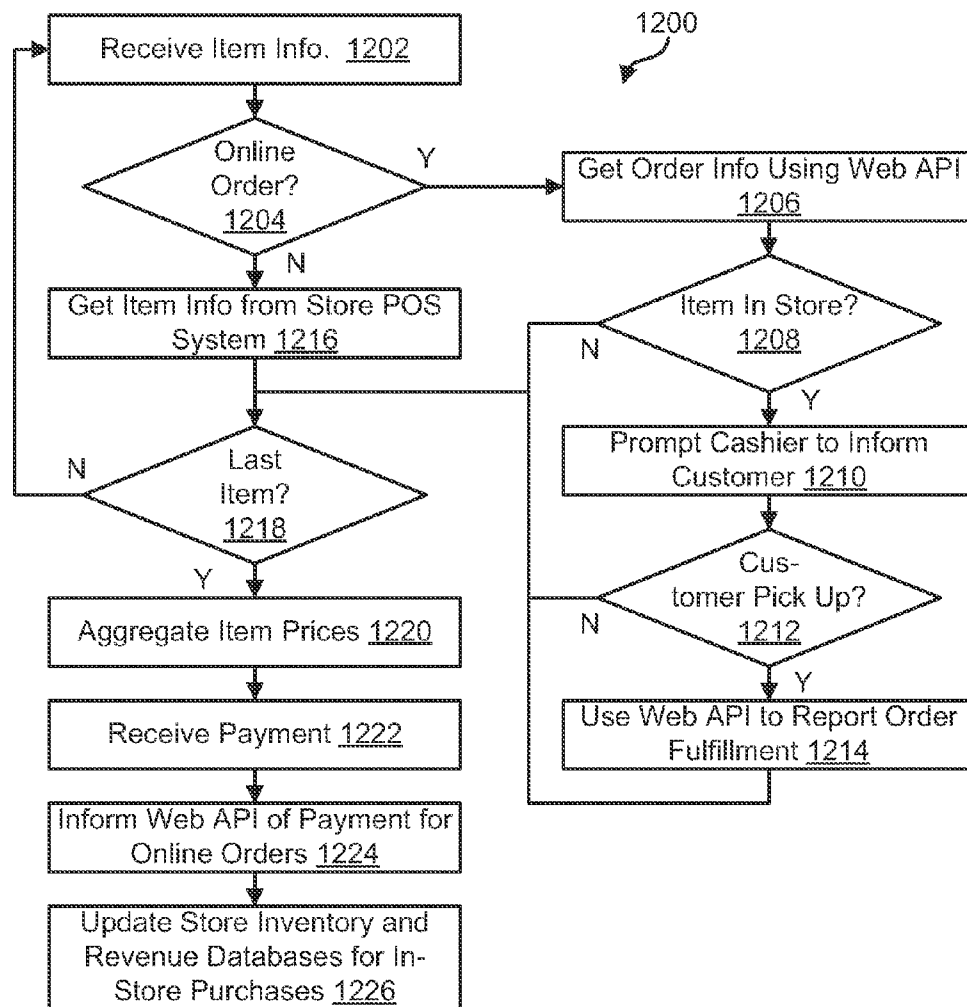 1200
Receive Item Info. 1202
Online
Order?
1204
Y
N
Get Order Info Using Web API
1206
Get Item Info from Store POS
System 1216
Item In Store?
1208
N
Y
Prompt Cashier to Inform
Customer 1210
Last
Item?
1218
N
Y
Cus-
tomer Pick Up?
1212
N
Y
Aggregate Item Prices 1220
Use Web API to Report Order
Fulfillment 1214
Receive Payment 1222
Inform Web API of Payment for
Online Orders 1224
Update Store Inventory and
Revenue Databases for In-
Store Purchases 1226